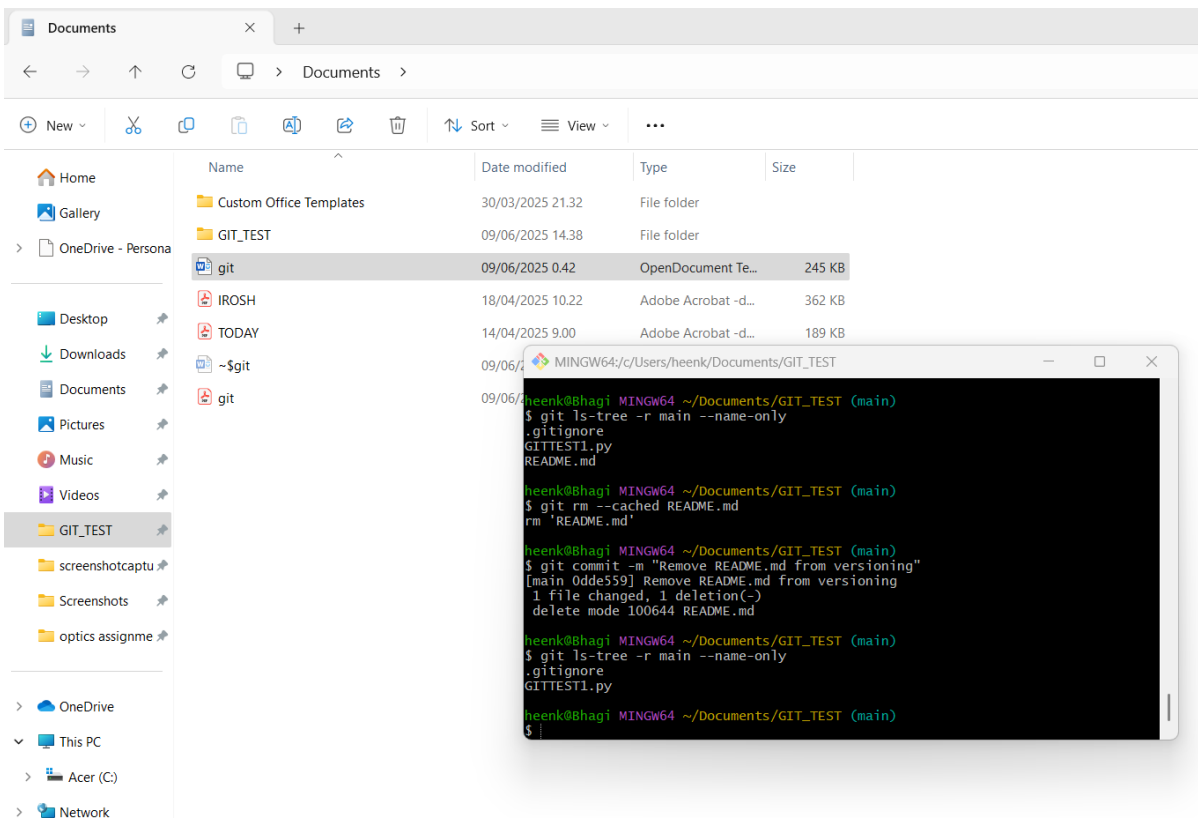 Documents
Documents
New
Sort
View
Name
Date modified
Type
Size
Home
Gallery
OneDrive - Persona
Desktop
Downloads
Documents
Pictures
Music
Videos
GIT_TEST
screenshotcaptu
Screenshots
optics assignme
OneDrive
This PC
Acer (C:)
Network
Custom Office Templates 30/03/2025 21.32 File folder
GIT_TEST 09/06/2025 14.38 File folder
git 09/06/2025 0.42 OpenDocument Te... 245 KB
IROSH 18/04/2025 10.22 Adobe Acrobat -d... 362 KB
TODAY 14/04/2025 9.00 Adobe Acrobat -d... 189 KB
~$git 09/06/2
git 09/06/2
MINGW64:/c/Users/heenk/Documents/GIT_TEST
heenk@Bhagi MINGW64 ~/Documents/GIT_TEST (main)
$ git ls-tree -r main --name-only
.gitignore
GITTEST1.py
README.md
heenk@Bhagi MINGW64 ~/Documents/GIT_TEST (main)
$ git rm --cached README.md
rm 'README.md'
heenk@Bhagi MINGW64 ~/Documents/GIT_TEST (main)
$ git commit -m "Remove README.md from versioning"
[main 0dde559] Remove README.md from versioning
1 file changed, 1 deletion(-)
delete mode 100644 README.md
heenk@Bhagi MINGW64 ~/Documents/GIT_TEST (main)
$ git ls-tree -r main --name-only
.gitignore
GITTEST1.py
heenk@Bhagi MINGW64 ~/Documents/GIT_TEST (main)
$